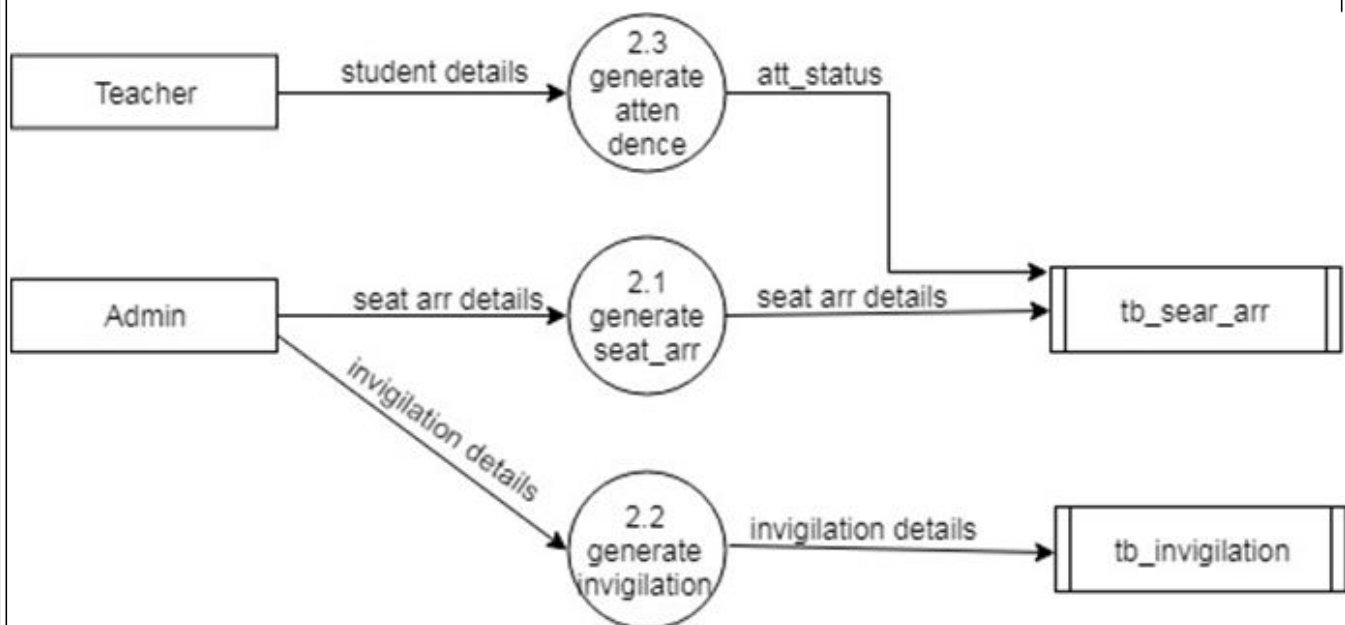 Teacher
student details
2.3
generate
atten
dence
att_status
Admin
seat arr details
2.1
generate
seat_arr
seat arr details
tb_sear_arr
invigilation details
2.2
generate
invigilation
invigilation details
tb_invigilation